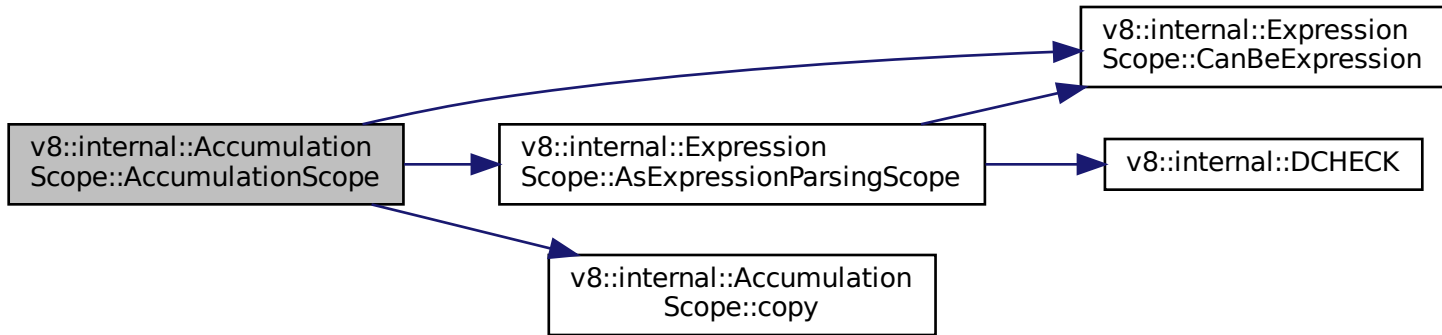 v8::internal::Accumulation
Scope::AccumulationScope
v8::internal::Expression
Scope::CanBeExpression
v8::internal::Expression
Scope::AsExpressionParsingScope
v8::internal::DCHECK
v8::internal::Accumulation
Scope::copy